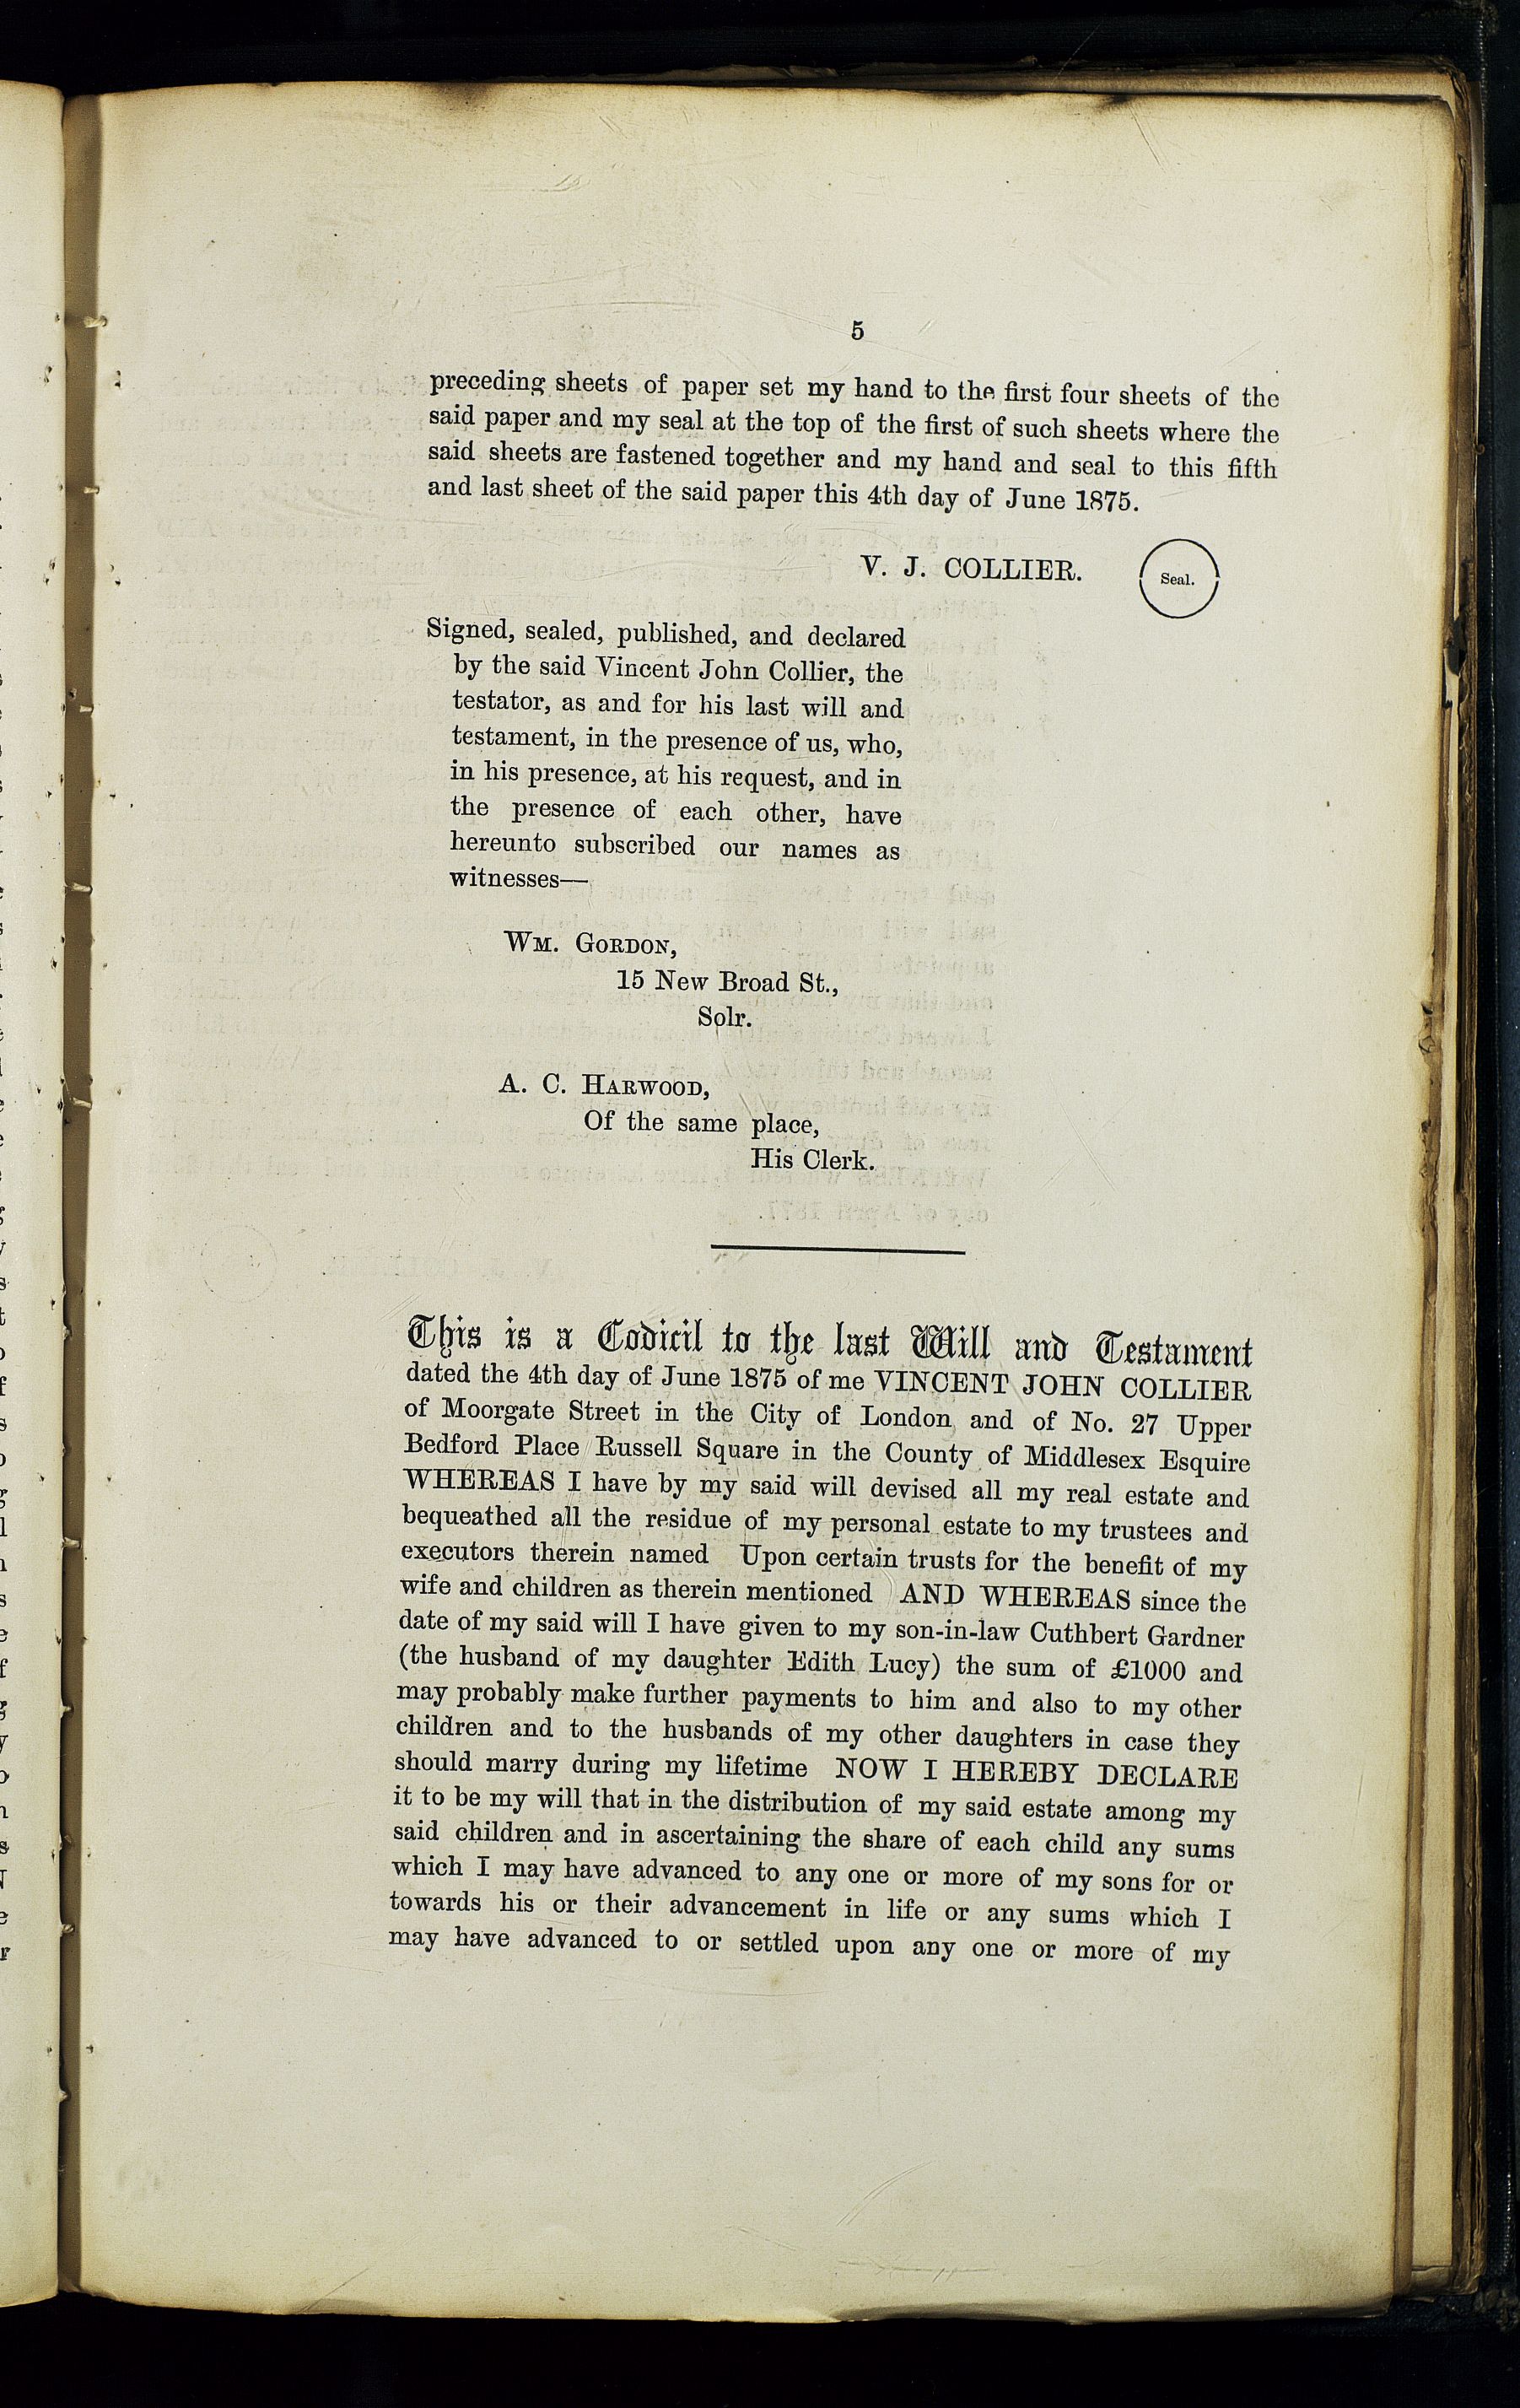 5
preceding sheets of paper set my hand to the first four sheets of the
said paper and my seal at the top of the first of such sheets where the
said sheets are fastened together and my hand and seal to this fifth
and last sheet of the said paper this 4th day of June 1875.
V. J. COLLIER. Seal.
Signed, sealed, published, and declared
by the said Vincent John Collier, the
testator, as and for his last will and
testament, in the presence of us, who,
in his presence, at his request, and in
the presence of each other, have
hereunto subscribed our names as
witnesses—
WM. GORDON,
15 New Broad St.,
Solr.
A. C. HARWOOD,
Of the same place,
His Clerk.
This is a Codicil to the last Will and Testament
dated the 4th day of June 1875 of me VINCENT JOHN COLLIER
of Moorgate Street in the City of London and of No. 27 Upper
Bedford Place Russell Square in the County of Middlesex Esquire
WHEREAS I have by my said will devised all my real estate and
bequeathed all the residue of my personal estate to my trustees and
executors therein named Upon certain trusts for the benefit of my
wife and children as therein mentioned AND WHEREAS since the
date of my said will I have given to my son-in-law Cuthbert Gardner
(the husband of my daughter Edith Lucy) the sum of £1000 and
may probably make further payments to him and also to my other
children and to the husbands of my other daughters in case they
should marry during my lifetime NOW I HEREBY DECLARE
it to be my will that in the distribution of my said estate among my
said children and in ascertaining the share of each child any sums
which I may have advanced to any one or more of my sons for or
towards his or their advancement in life or any sums which I
may have advanced to or settled upon any one or more of my